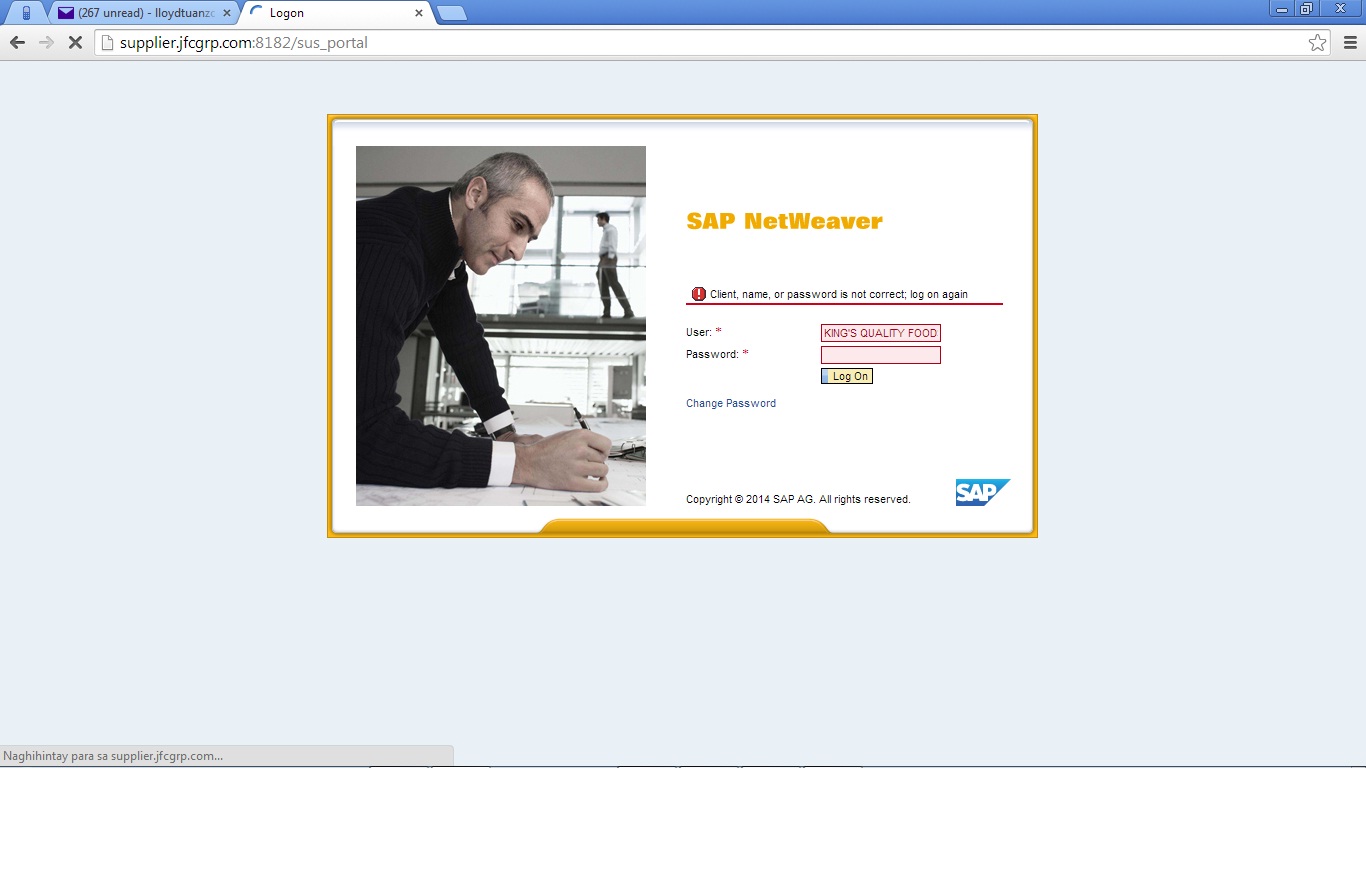 (267 unread) - lloydtuanzo
Logon
supplier.jfcgrp.com:8182/sus_portal
SAP NetWeaver
Client, name, or password is not correct; log on again
User: *
KING'S QUALITY FOOD
Password: *
Log On
Change Password
Copyright © 2014 SAP AG. All rights reserved.
SAP
Naghihintay para sa supplier.jfcgrp.com...